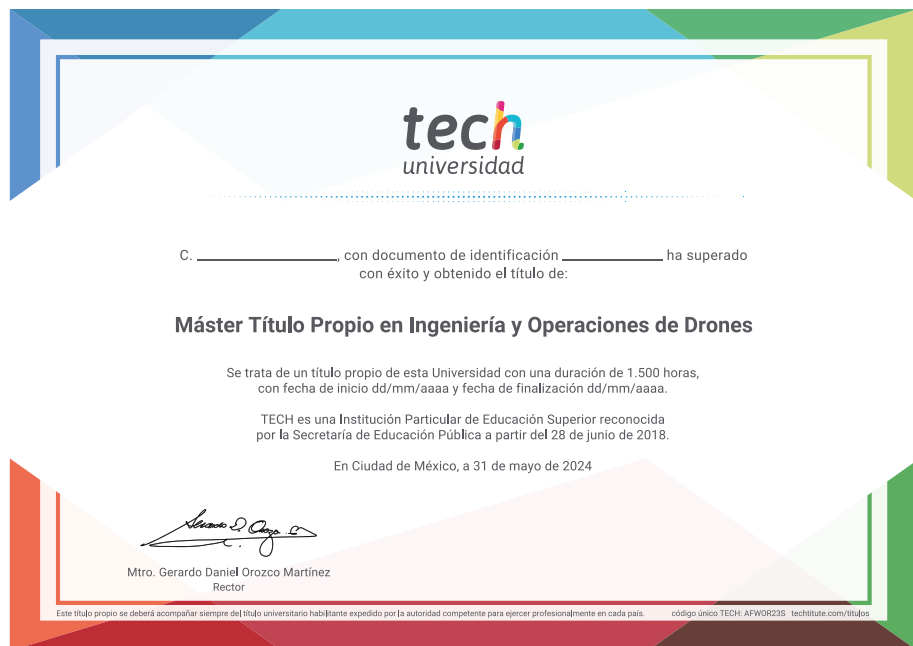 tech
universidad
C. ________________, con documento de identificación ____________ ha superado
con éxito y obtenido el título de:
Máster Título Propio en Ingeniería y Operaciones de Drones
Se trata de un título propio de esta Universidad con una duración de 1.500 horas,
con fecha de inicio dd/mm/aaaa y fecha de finalización dd/mm/aaaa.
TECH es una Institución Particular de Educación Superior reconocida
por la Secretaría de Educación Pública a partir del 28 de junio de 2018.
En Ciudad de México, a 31 de mayo de 2024
Mtro. Gerardo Daniel Orozco Martínez
Rector
Este título propio se deberá acompañar siempre del título universitario habilitante expedido por la autoridad competente para ejercer profesionalmente en cada país. código único TECH: AFWOR23S techtitute.com/titulos